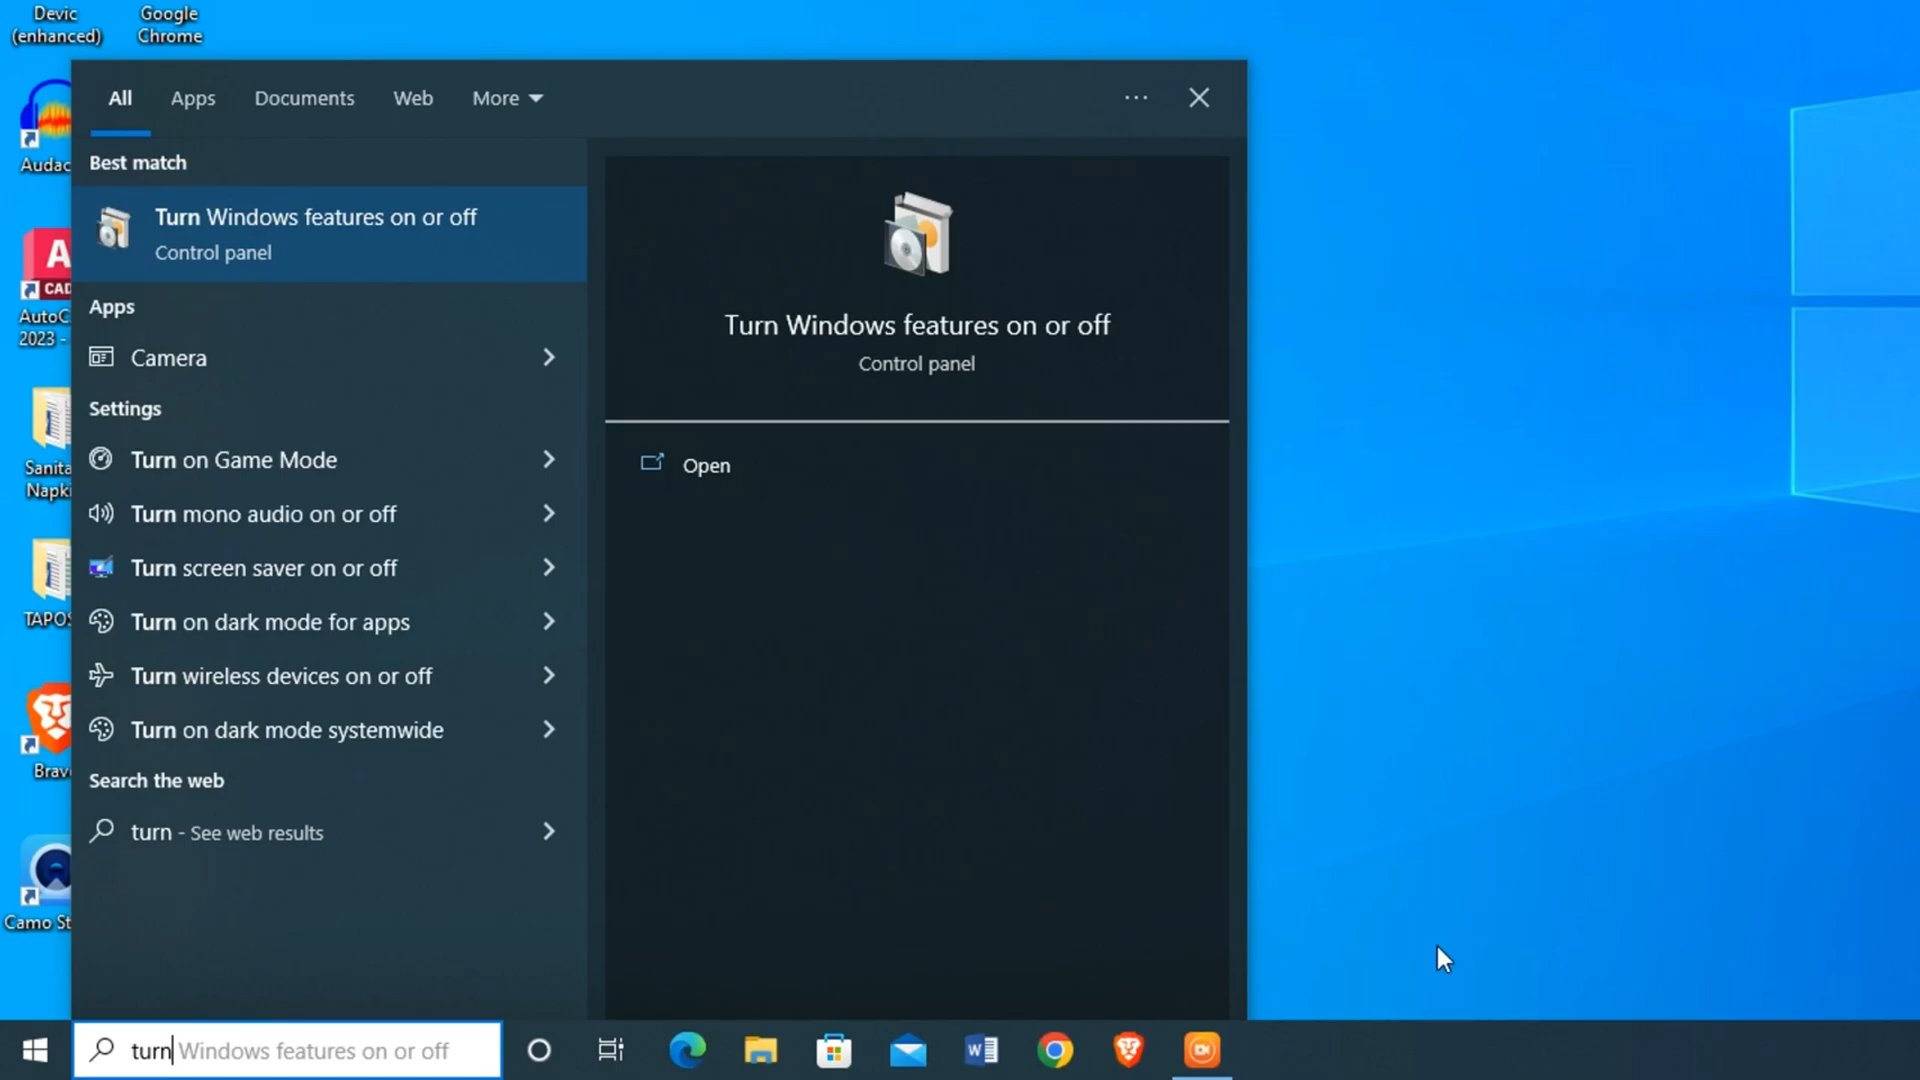 Devic
(enhanced)
Google
Chrome
Audac
A
CAD
AutoC
2023 -
Sanita
Napki
TAPOS
Brave
Camo St
All
Apps
Documents
Web
More
Best match
Turn Windows features on or off
Control panel
Apps
Camera
Settings
Turn on Game Mode
Turn mono audio on or off
Turn screen saver on or off
Turn on dark mode for apps
Turn wireless devices on or off
Turn on dark mode systemwide
Search the web
turn - See web results
Turn Windows features on or off
Control panel
Open
turn Windows features on or off
W